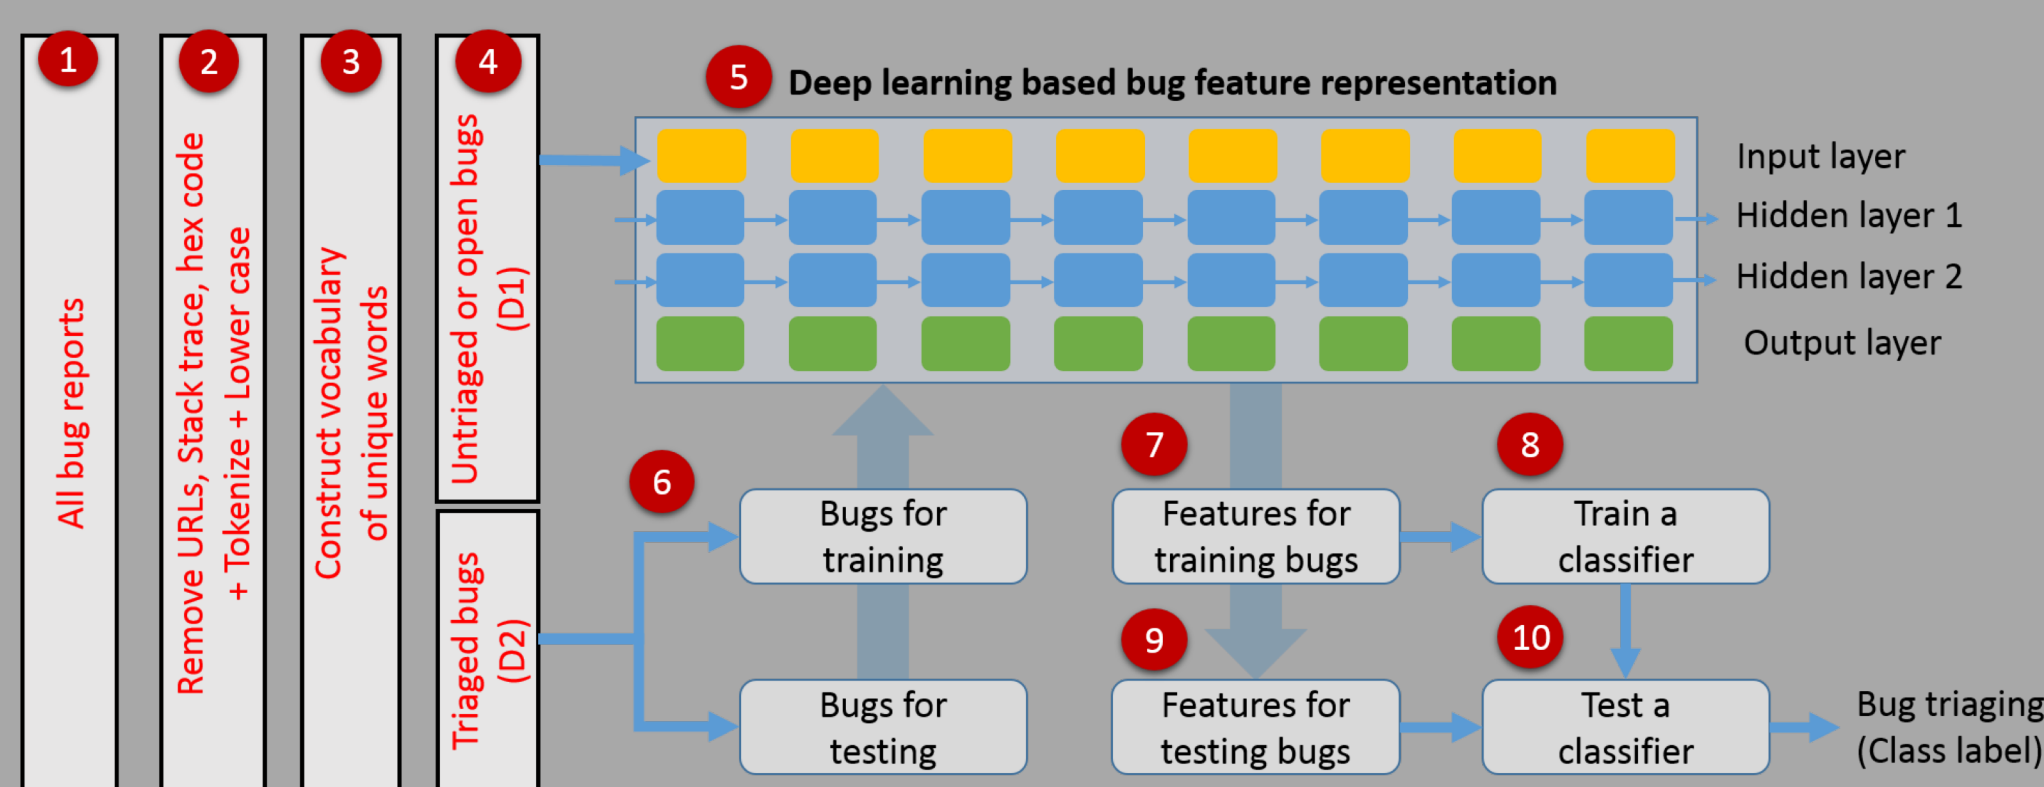 1
All bug reports
2
Remove URLs, Stack trace, hex code
+ Tokenize + Lower case
3
Construct vocabulary
of unique words
4
Untriaged or open bugs
(D1)
Triaged bugs
(D2)
5
Deep learning based bug feature representation
Input layer
Hidden layer 1
Hidden layer 2
Output layer
6
Bugs for
training
Bugs for
testing
7
Features for
training bugs
8
Train a
classifier
9
Features for
testing bugs
10
Test a
classifier
Bug triaging
(Class label)